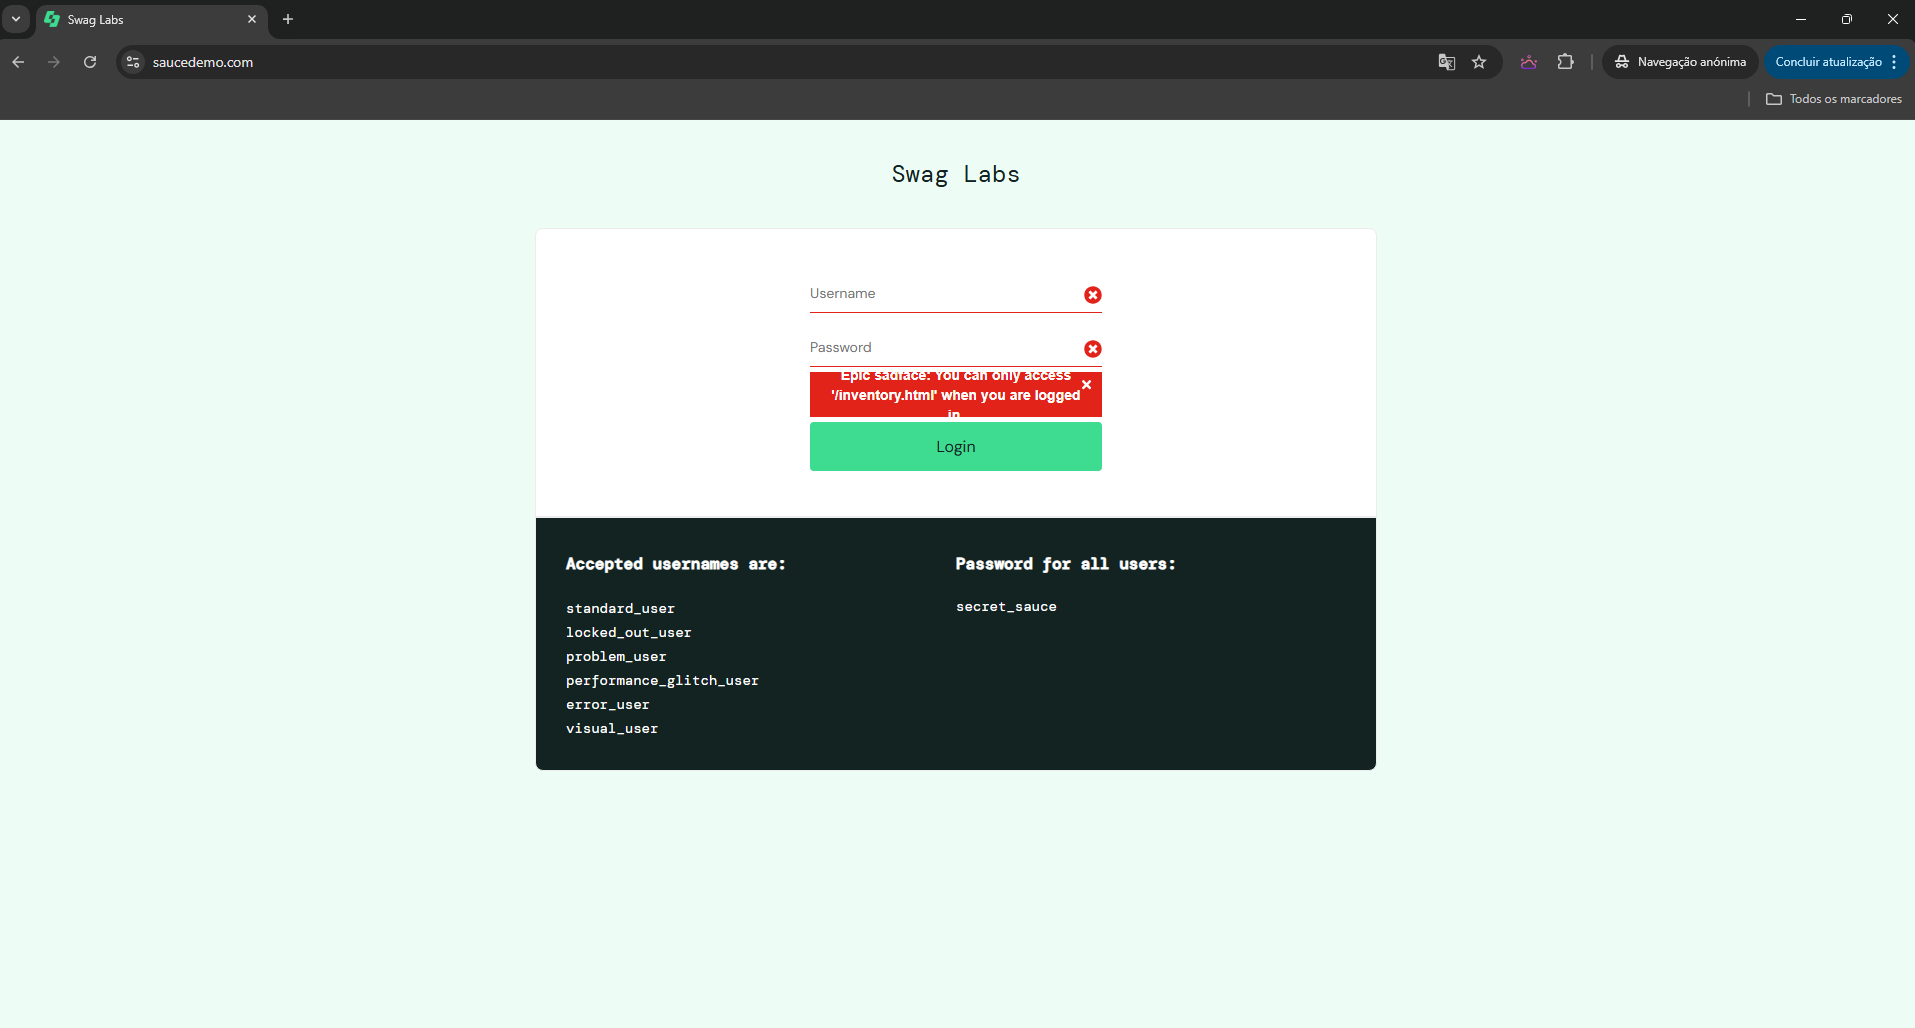 Swag Labs
saucedemo.com
Navegação anónima
Concluir atualização
Todos os marcadores
Swag Labs
Username
Password
Epic sadface: You can only access
'/inventory.html' when you are logged
in
Login
Accepted usernames are:
standard_user
locked_out_user
problem_user
performance_glitch_user
error_user
visual_user
Password for all users:
secret_sauce